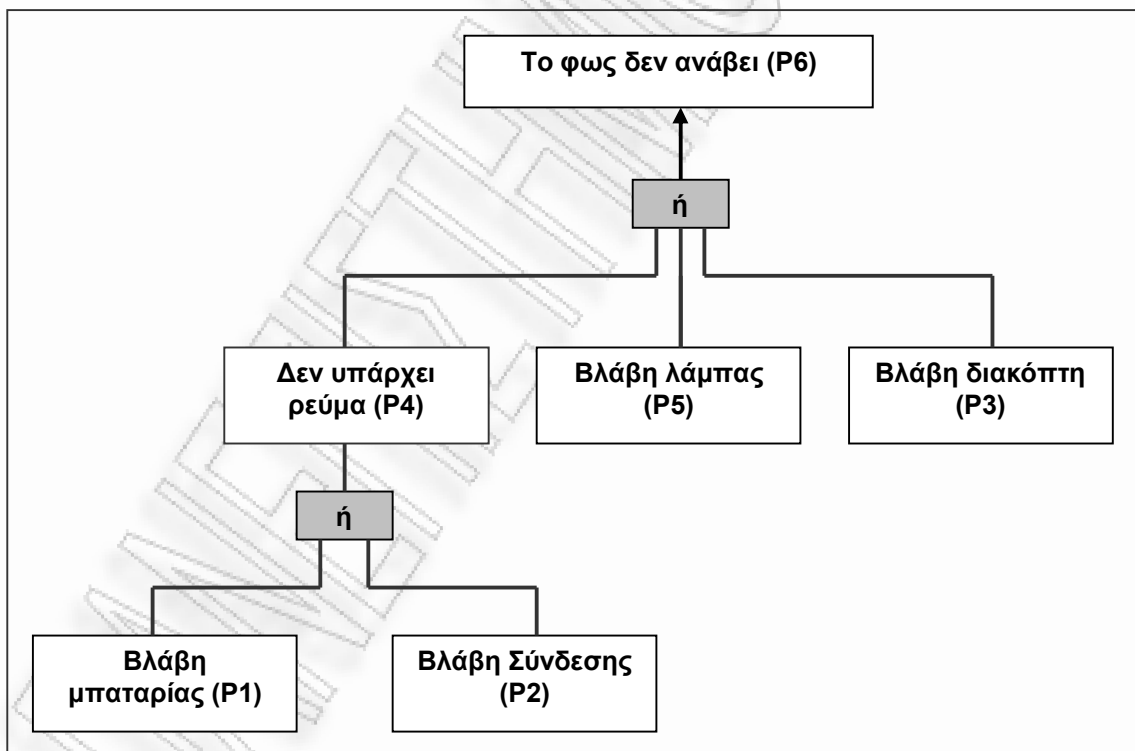 Το φως δεν ανάβει (P6)
ή
Δεν υπάρχει
ρεύμα (P4)
Βλάβη λάμπας
(P5)
Βλάβη διακόπτη
(P3)
ή
Βλάβη
μπαταρίας (P1)
Βλάβη Σύνδεσης
(P2)